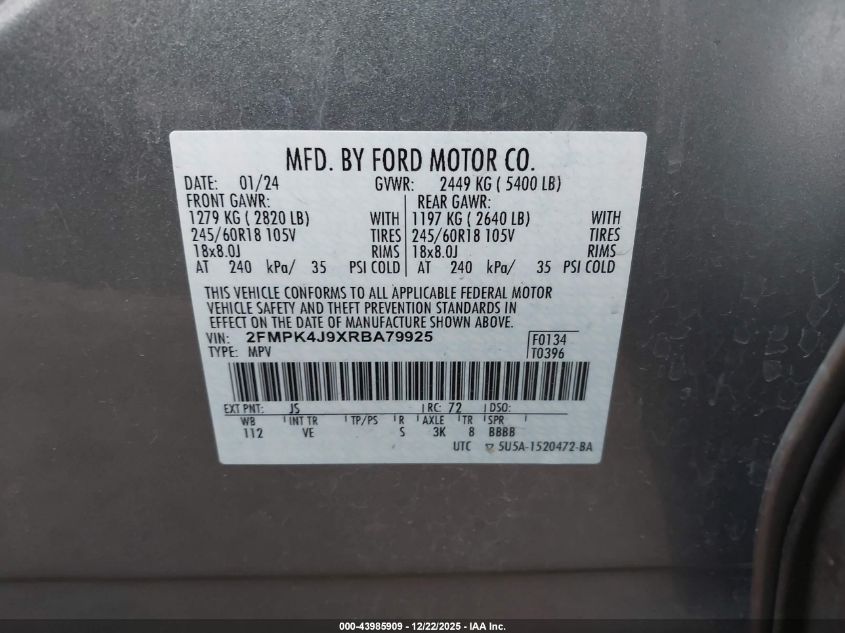 MFD. BY FORD MOTOR CO.
DATE: 01/24 GVWR: 2449 KG ( 5400 LB)
FRONT GAWR: REAR GAWR:
1279 KG ( 2820 LB) WITH 1197 KG ( 2640 LB) WITH
245/60R18 105V TIRES 245/60R18 105V TIRES
18x8.0J RIMS 18x8.0J RIMS
AT 240 kPa/ 35 PSI COLD AT 240 kPa/ 35 PSI COLD
THIS VEHICLE CONFORMS TO ALL APPLICABLE FEDERAL MOTOR
VEHICLE SAFETY AND THEFT PREVENTION STANDARDS IN
EFFECT ON THE DATE OF MANUFACTURE SHOWN ABOVE.
VIN: 2FMPK4J9XRBA79925 F0134
TYPE: MPV T0396
EXT PNT: JS RC: 72 DSO:
WB INT TR TP/PS R AXLE TR SPR
112 VE S 3K 8 BBBB
UTC 5U5A-1520472-BA
000-43985909 - 12/22/2025 - IAA Inc.